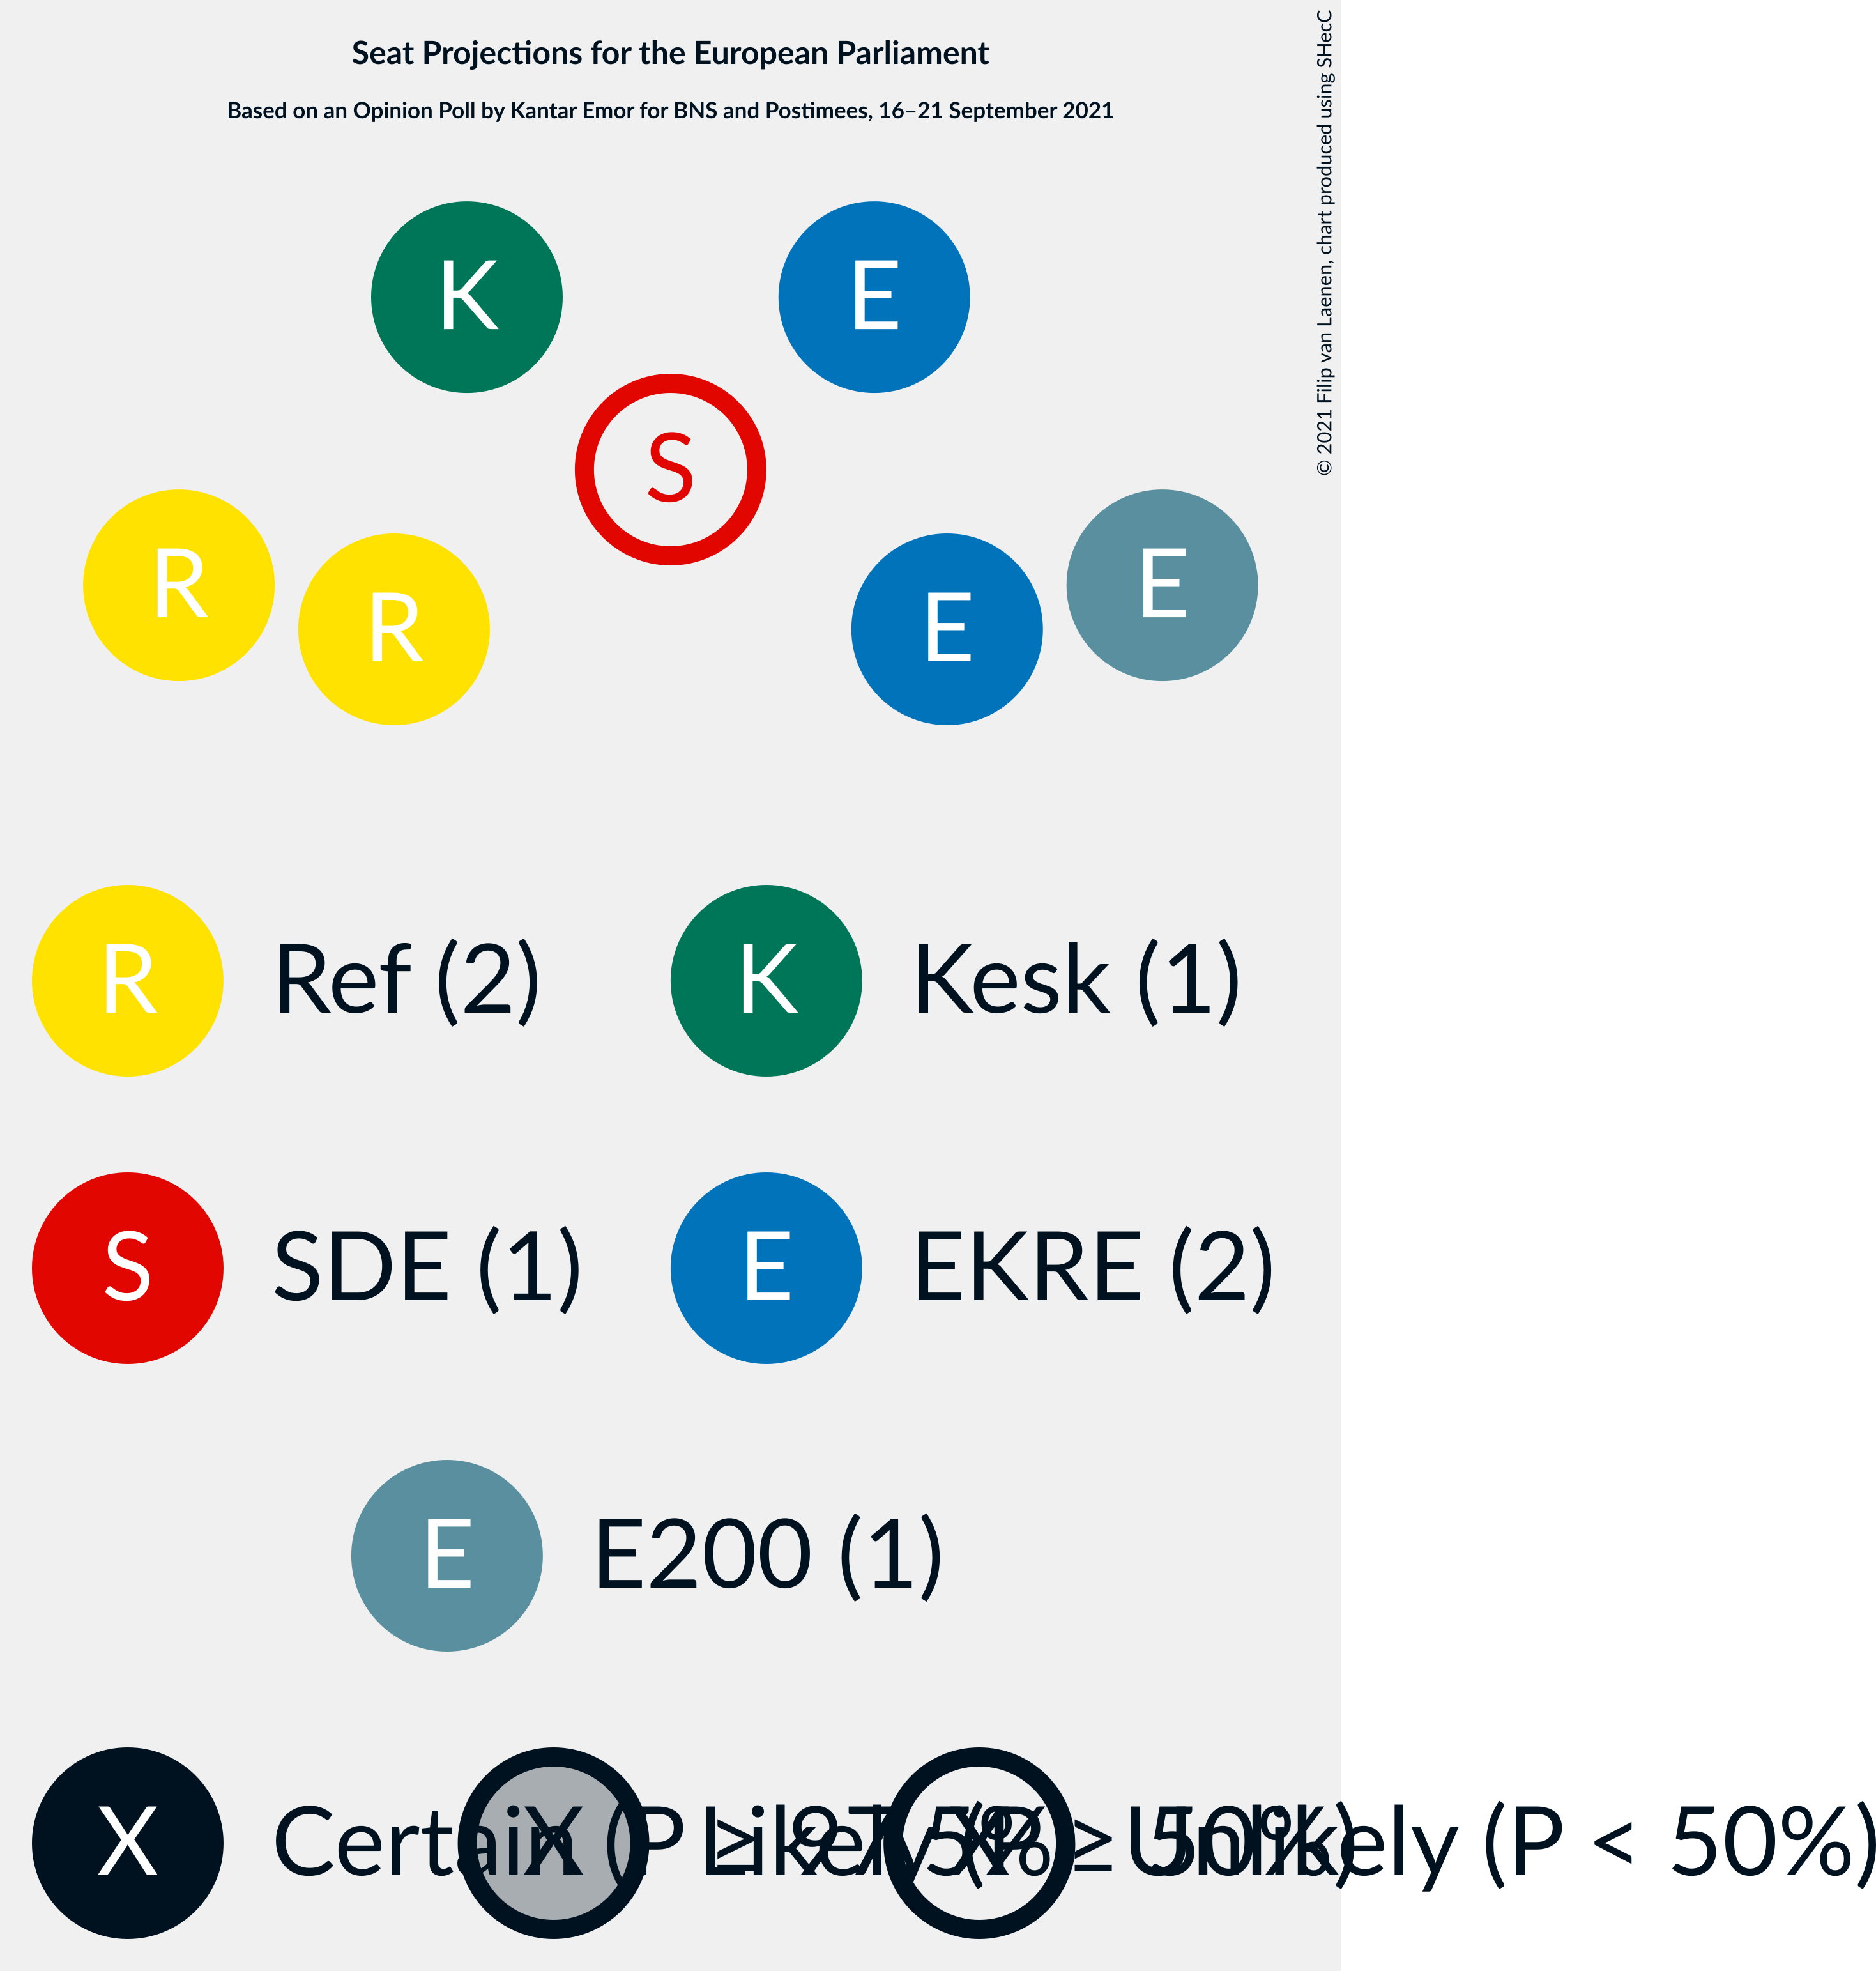 Seat Projections for the European Parliament
Based on an Opinion Poll by Kantar Emor for BNS and Postimees, 16–21 September 2021
© 2021 Filip van Laenen, chart produced using SHecC
K
E
S
R
R
E
E
R Ref (2)
K Kesk (1)
S SDE (1)
E EKRE (2)
E E200 (1)
X Certain (P ≥ 97.5%)
X Likely (P ≥ 50%)
X Unlikely (P < 50%)